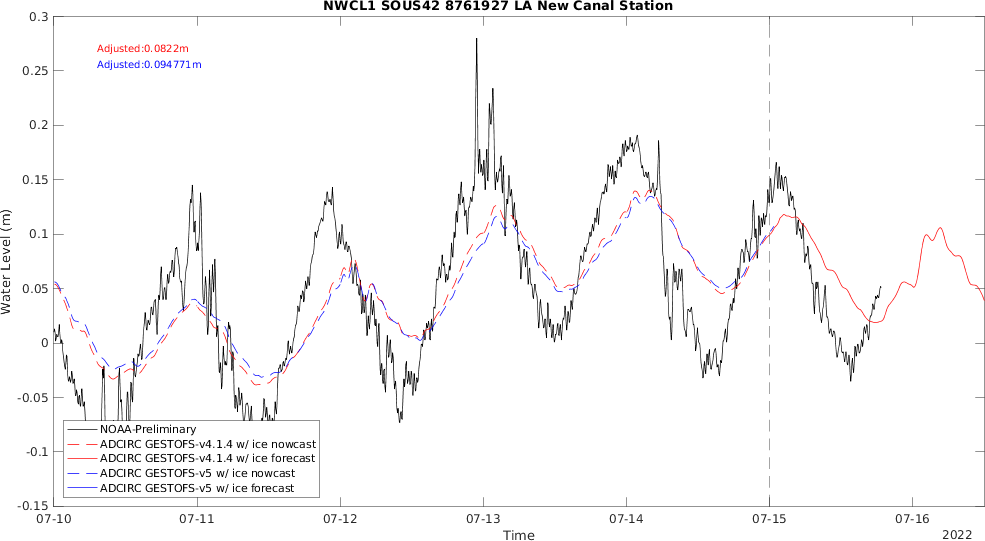 NWCL1 SOUS42 8761927 LA New Canal Station
Adjusted:0.0822m
Adjusted:0.094771m
Water Level (m)
0.3
0.25
0.2
0.15
0.1
0.05
0
-0.05
-0.1
-0.15
NOAA-Preliminary
ADCIRC GESTOFS-v4.1.4 w/ ice nowcast
ADCIRC GESTOFS-v4.1.4 w/ ice forecast
ADCIRC GESTOFS-v5 w/ ice nowcast
ADCIRC GESTOFS-v5 w/ ice forecast
07-10 07-11 07-12 07-13 07-14 07-15 07-16
Time
2022